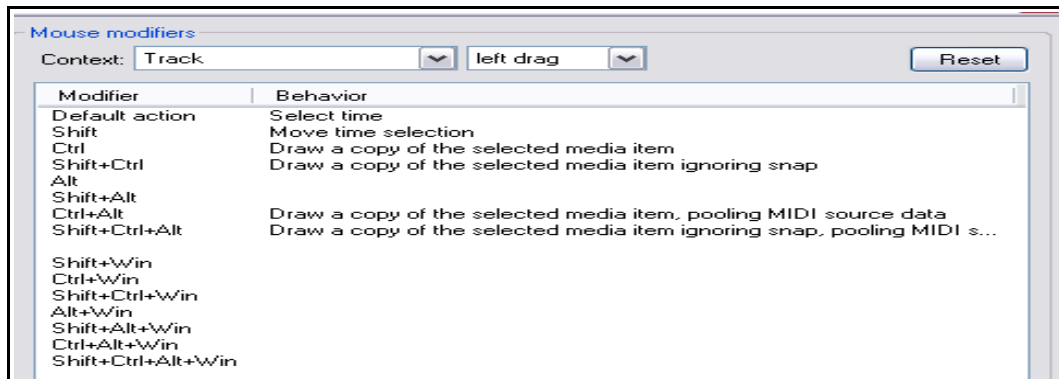 Mouse modifiers
Context: Track left drag Reset
Modifier Behavior
Default action Select time
Shift Move time selection
Ctrl Draw a copy of the selected media item
Shift+Ctrl Draw a copy of the selected media item ignoring snap
Alt
Shift+Alt
Ctrl+Alt Draw a copy of the selected media item, pooling MIDI source data
Shift+Ctrl+Alt Draw a copy of the selected media item ignoring snap, pooling MIDI s...
Shift+Win
Ctrl+Win
Shift+Ctrl+Win
Alt+Win
Shift+Alt+Win
Ctrl+Alt+Win
Shift+Ctrl+Alt+Win